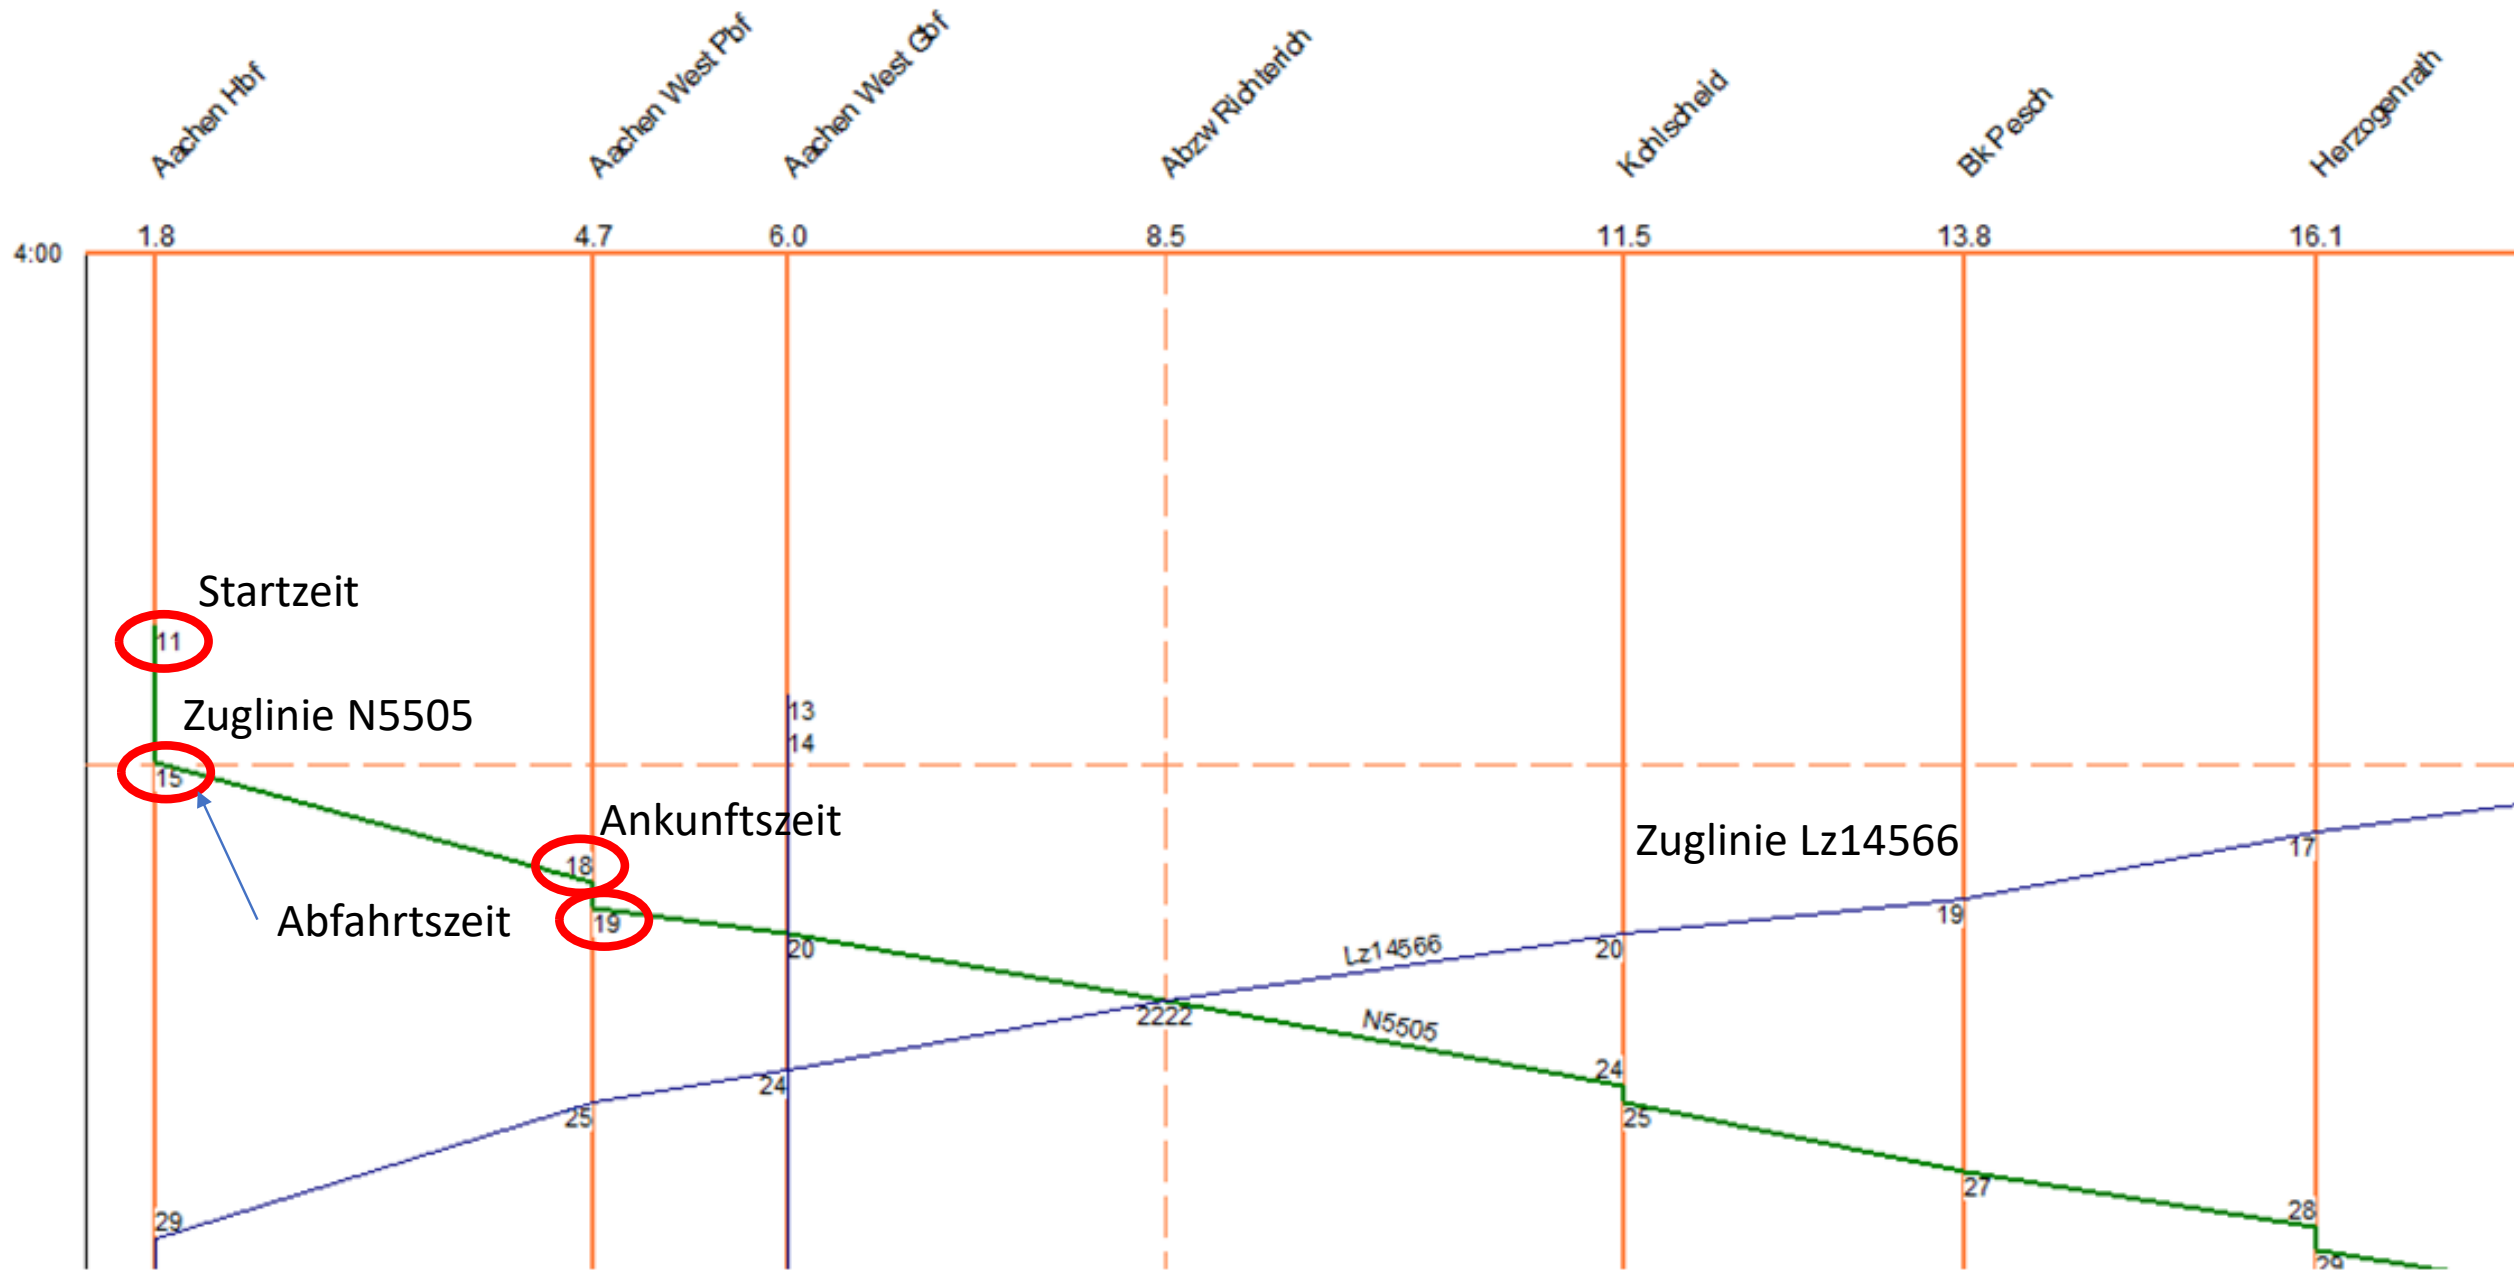 Aachen Hbf
Aachen West Pbf
Aachen West Gbf
Abzw Richterich
Kohlscheid
Bk Pesch
Herzogenrath
1.8
4.7
6.0
8.5
11.5
13.8
16.1
4:00
Startzeit
11
Zuglinie N5505
13
14
15
Ankunftszeit
Zuglinie Lz14566
17
18
Abfahrtszeit
19
19
Lz14566
20
20
2222
N5505
24
24
25
25
27
28
29
29